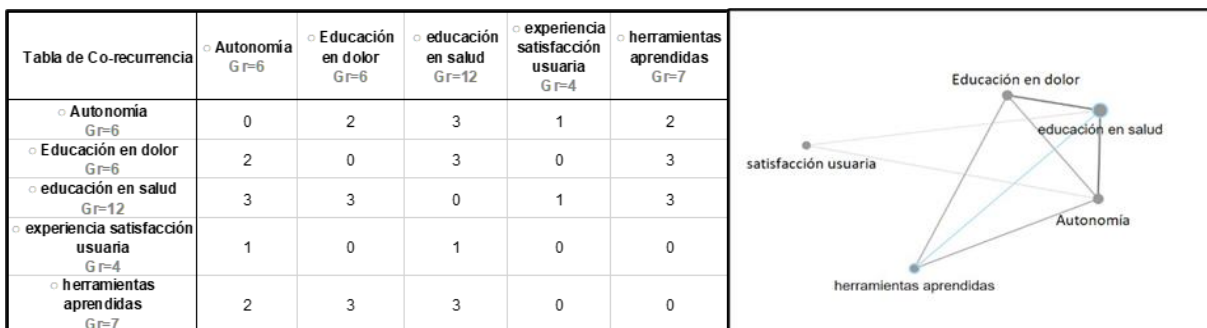 Tabla de Co-recurrencia
○ Autonomía
Gr=6
○ Educación
en dolor
Gr=6
○ educación
en salud
Gr=12
○ experiencia
satisfacción
usuaria
Gr=4
○ herramientas
aprendidas
Gr=7
○ Autonomía
Gr=6
0 2 3 1 2
○ Educación en dolor
Gr=6
2 0 3 0 3
○ educación en salud
Gr=12
3 3 0 1 3
○ experiencia satisfacción
usuaria
Gr=4
1 0 1 0 0
○ herramientas
aprendidas
Gr=7
2 3 3 0 0
Educación en dolor
educación en salud
satisfacción usuaria
Autonomía
herramientas aprendidas